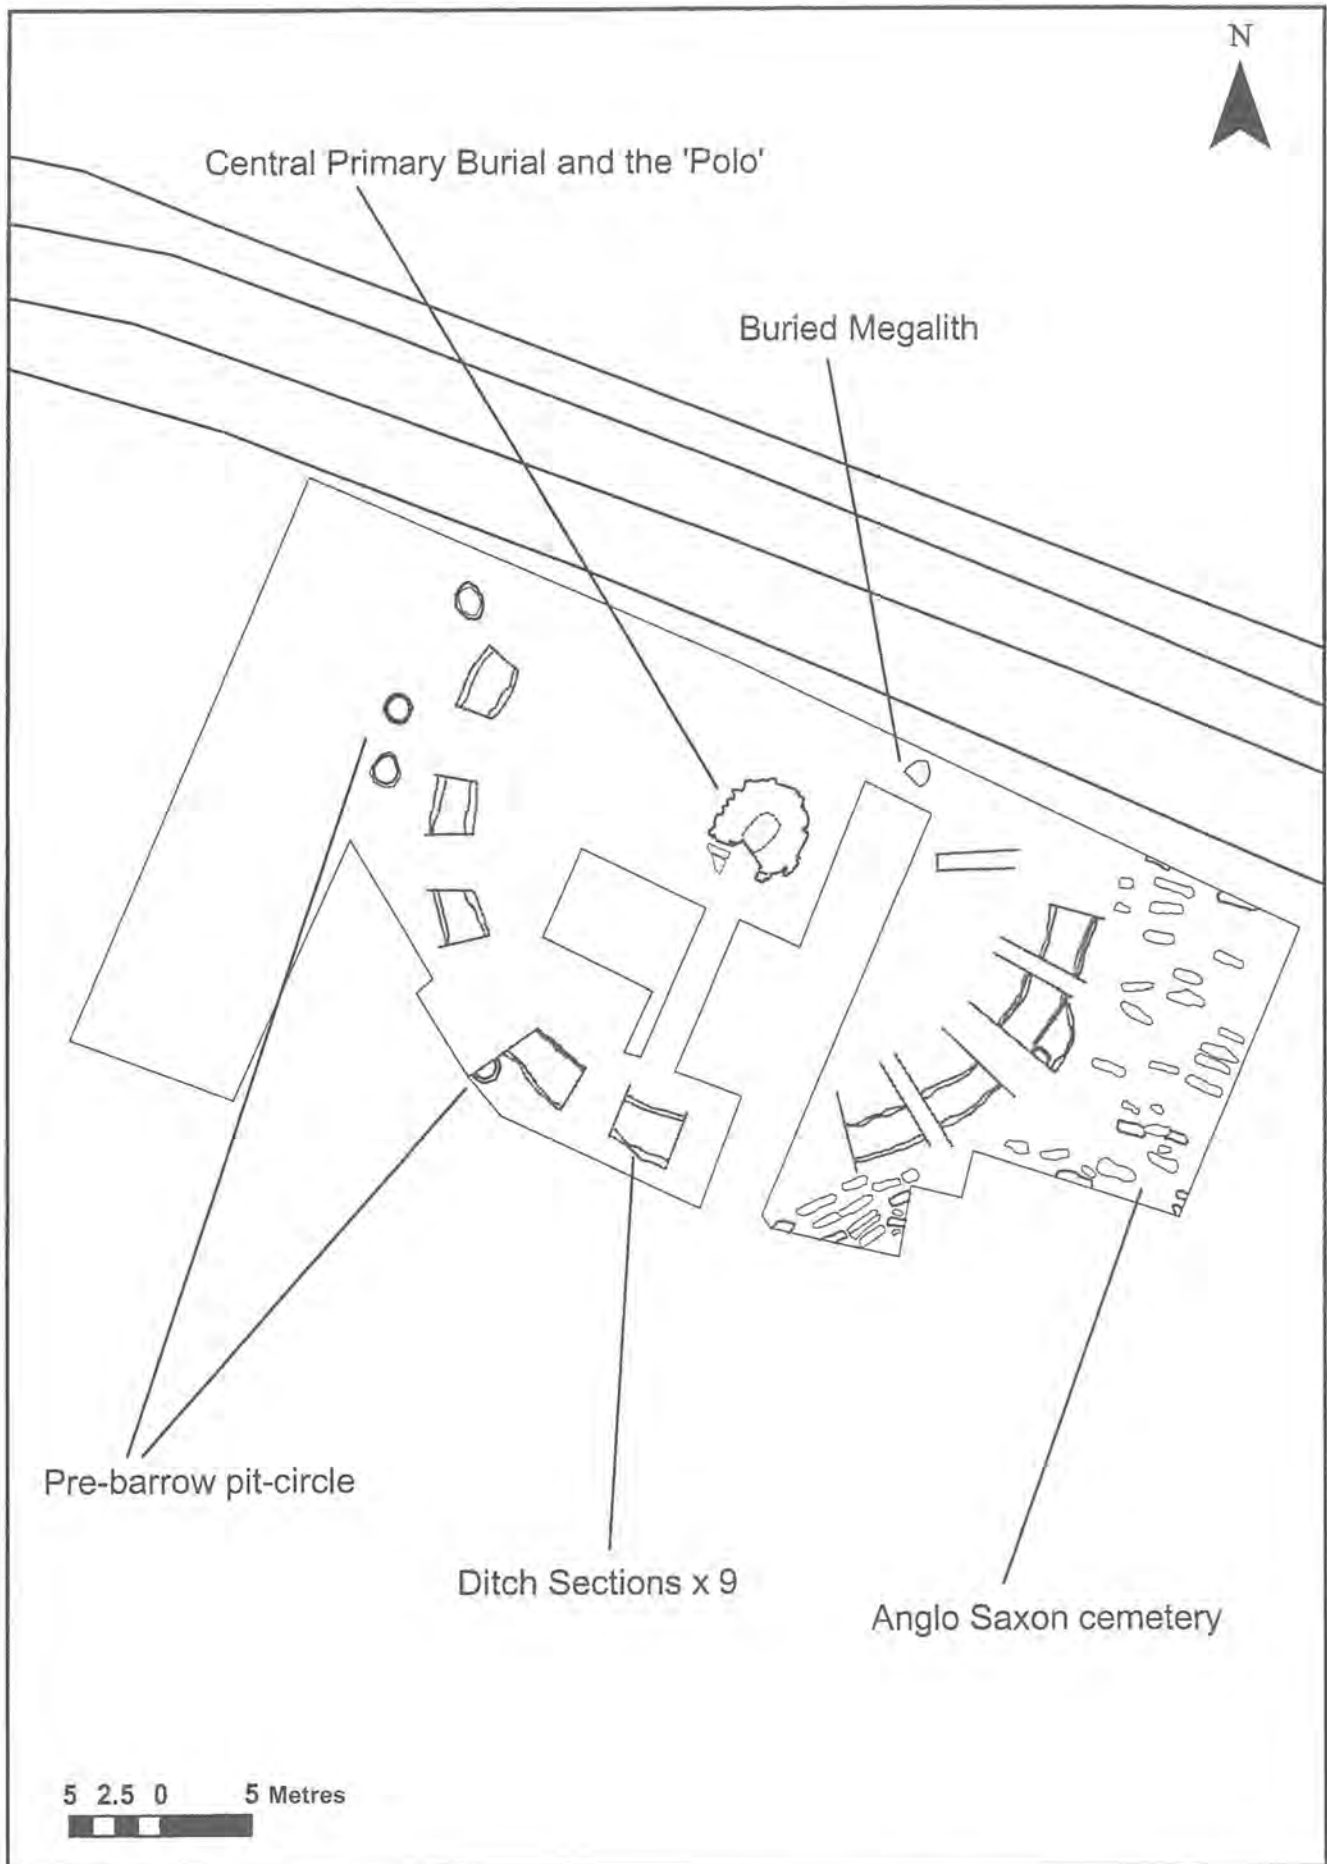 N
Central Primary Burial and the 'Polo'
Buried Megalith
Pre-barrow pit-circle
Ditch Sections x 9
Anglo Saxon cemetery
5 2.5 0 5 Metres